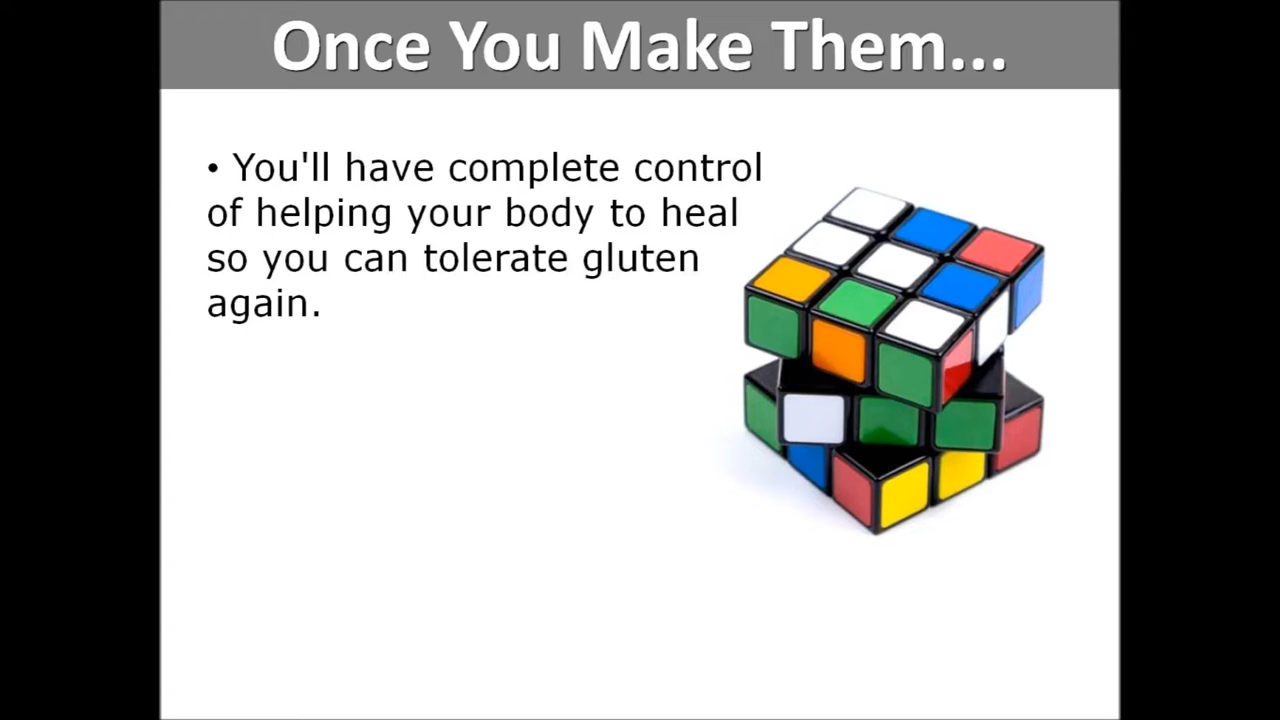 Once You Make Them...
• You'll have complete control
of helping your body to heal
so you can tolerate gluten
again.